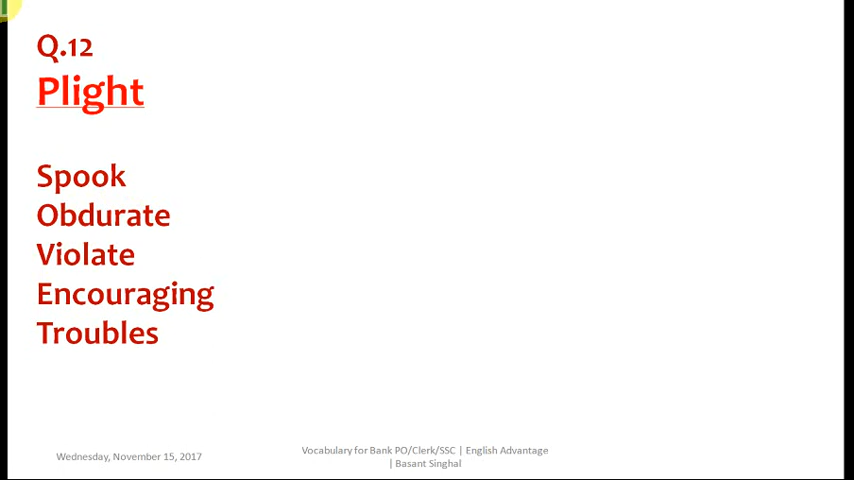 Q.12
Plight
Spook
Obdurate
Violate
Encouraging
Troubles
Wednesday, November 15, 2017
Vocabulary for Bank PO/Clerk/SSC | English Advantage
| Basant Singhal